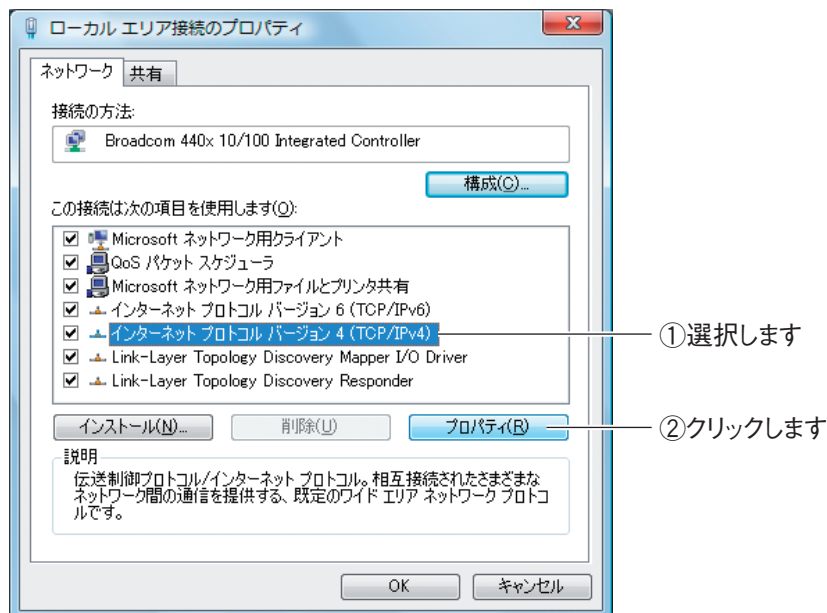 ローカル エリア接続のプロパティ
ネットワーク 共有
接続の方法:
Broadcom 440x 10/100 Integrated Controller
構成(C)...
この接続は次の項目を使用します(O):
Microsoft ネットワーク用クライアント
QoS パケット スケジューラ
Microsoft ネットワーク用ファイルとプリンタ共有
インターネット プロトコル バージョン 6 (TCP/IPv6)
インターネット プロトコル バージョン 4 (TCP/IPv4)
①選択します
Link-Layer Topology Discovery Mapper I/O Driver
Link-Layer Topology Discovery Responder
インストール(N)... 削除(U) プロパティ(R)
②クリックします
説明
伝送制御プロトコル/インターネット プロトコル。相互接続されたさまざまな
ネットワーク間の通信を提供する、既定のワイド エリア ネットワーク プロトコ
ルです。
OK キャンセル